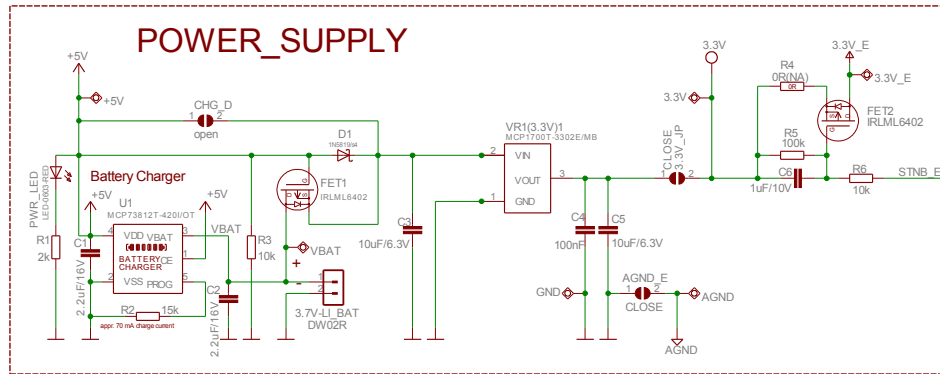 POWER_SUPPLY
+5V
+5V
CHG_D
1 2
open
D1
1N5819/s4
PWR_LED
LED-0603-RED
Battery Charger
U1
MCP73812T-420I/OT
+5V
+5V
4 VDD VBAT 3
CE 1
BATTERY
CHARGER
2 VSS PROG 5
VBAT
C1
2.2uF/16V
R1
2k
R2 15k
appr. 70 mA charge current
C2
2.2uF/16V
R3
10k
G
D S
FET1
IRLML6402
VBAT
+
-
1
2
3.7V-LI_BAT
DW02R
C3
10uF/6.3V
VR1(3.3V)1
MCP1700T-3302E/MB
2 VIN
VOUT 3
1 GND
C4
100nF
C5
10uF/6.3V
GND
AGND_E
1 2
CLOSE
AGND
AGND
CLOSE
3.3V_JP
1 2
3.3V
3.3V
R4
0R(NA)
0R
R5
100k
C6
1uF/10V
R6
10k
STNB_E
3.3V_E
3.3V_E
FET2
IRLML6402
S D
G